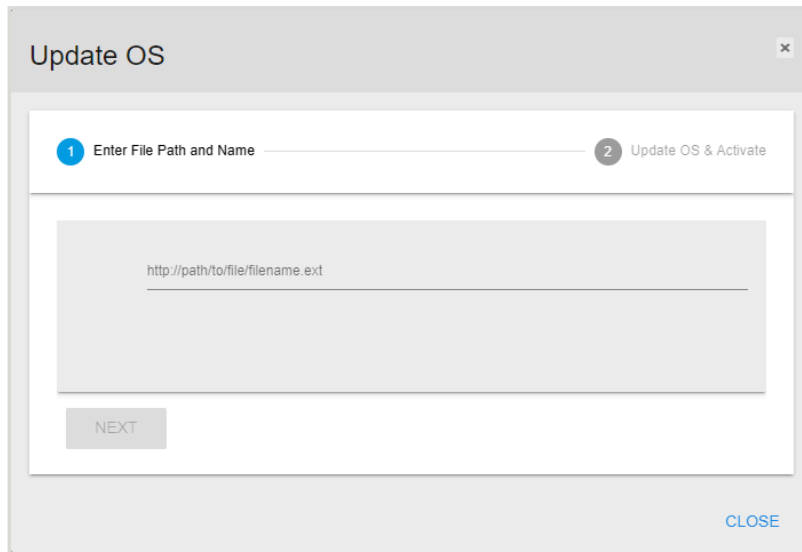 Update OS
×
1 Enter File Path and Name
2 Update OS & Activate
http://path/to/file/filename.ext
NEXT
CLOSE